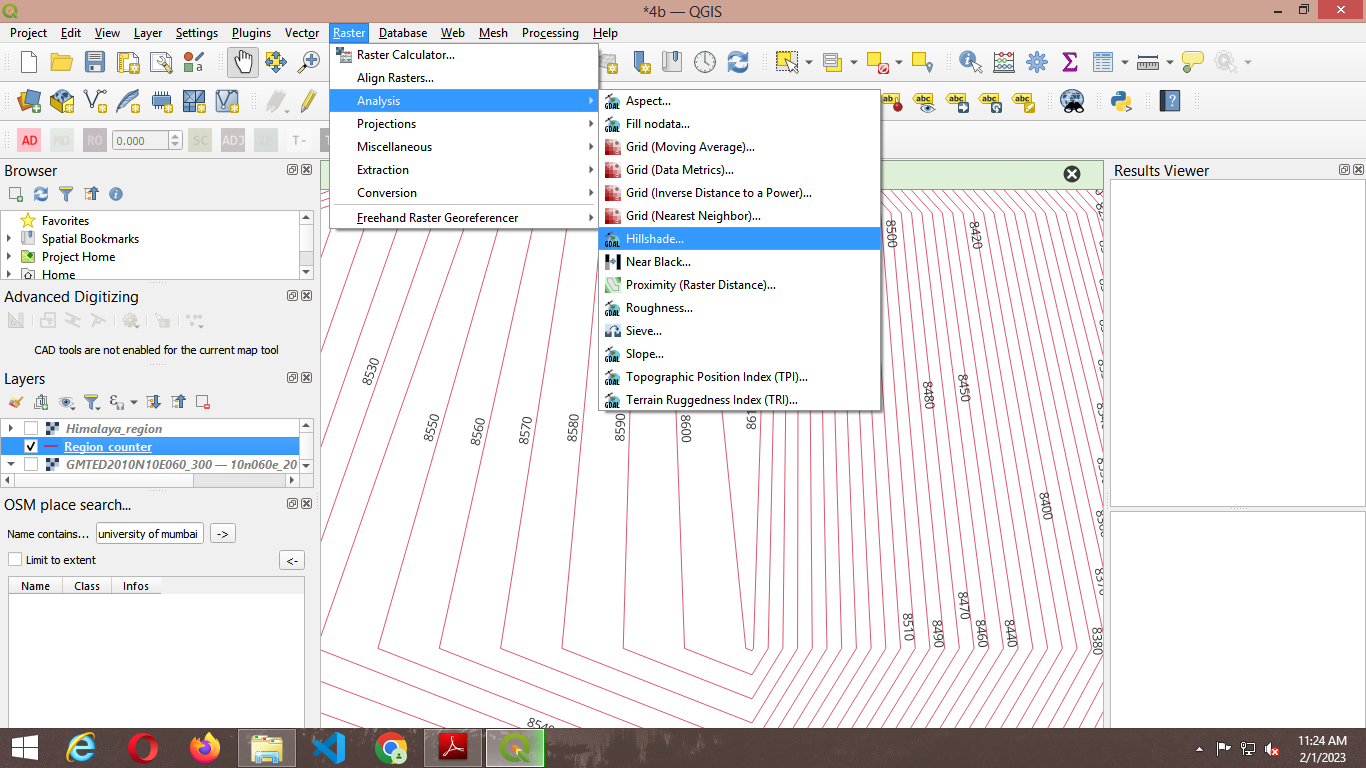 *4b — QGIS
Project Edit View Layer Settings Plugins Vector Raster Database Web Mesh Processing Help
Raster Calculator...
Align Rasters...
Analysis
Projections
Miscellaneous
Extraction
Conversion
Freehand Raster Georeferencer
Aspect...
Fill nodata...
Grid (Moving Average)...
Grid (Data Metrics)...
Grid (Inverse Distance to a Power)...
Grid (Nearest Neighbor)...
Hillshade...
Near Black...
Proximity (Raster Distance)...
Roughness...
Sieve...
Slope...
Topographic Position Index (TPI)...
Terrain Ruggedness Index (TRI)...
AD MO RO 0.000 SC ADJ 2P T-
Browser
Favorites
Spatial Bookmarks
Project Home
Home
Advanced Digitizing
CAD tools are not enabled for the current map tool
Layers
Himalaya_region
Region_counter
GMTED2010N10E060_300 — 10n060e_20
OSM place search...
Name contains... university of mumbai ->
Limit to extent <-
Name Class Infos
Results Viewer
8500
8420
8530
8550
8560
8570
8580
8590
8600
8480
8450
8400
8510
8490
8470
8460
8440
8380
11:24 AM
2/1/2023